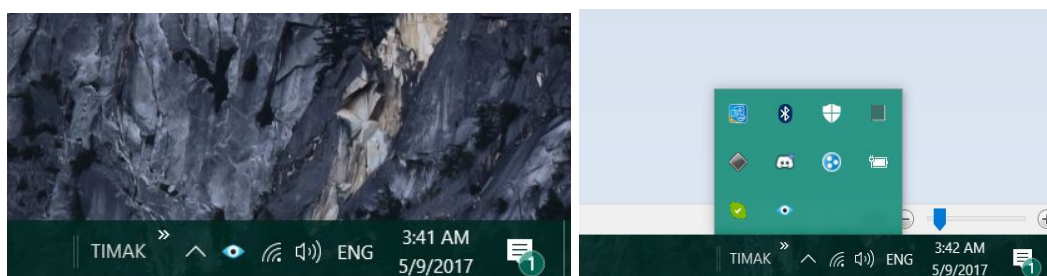 TIMAK » ENG 3:41 AM
5/9/2017 1
TIMAK » ENG 3:42 AM
5/9/2017 1